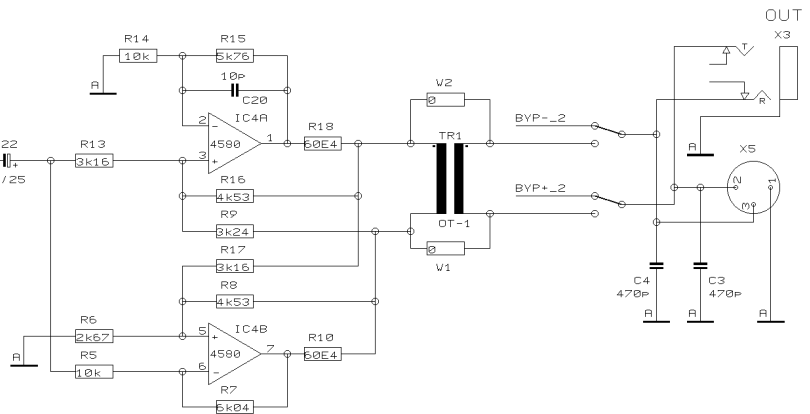 OUT
X3
R14
R15
10k
5k76
T
A
10p
C20
W2
0
R
2
IC4A
BYP-_2
22
R13
4580
1
R18
TR1
A
X5
3k16
3
60E4
+
/25
R16
BYP+_2
2
1
4k53
3
R9
OT-1
3k24
0
R17
W1
3k16
C4
C3
R8
470p
470p
4k53
R6
IC4B
A
A
A
2k67
5
R10
A
R5
4580
7
60E4
10k
6
R7
6k04